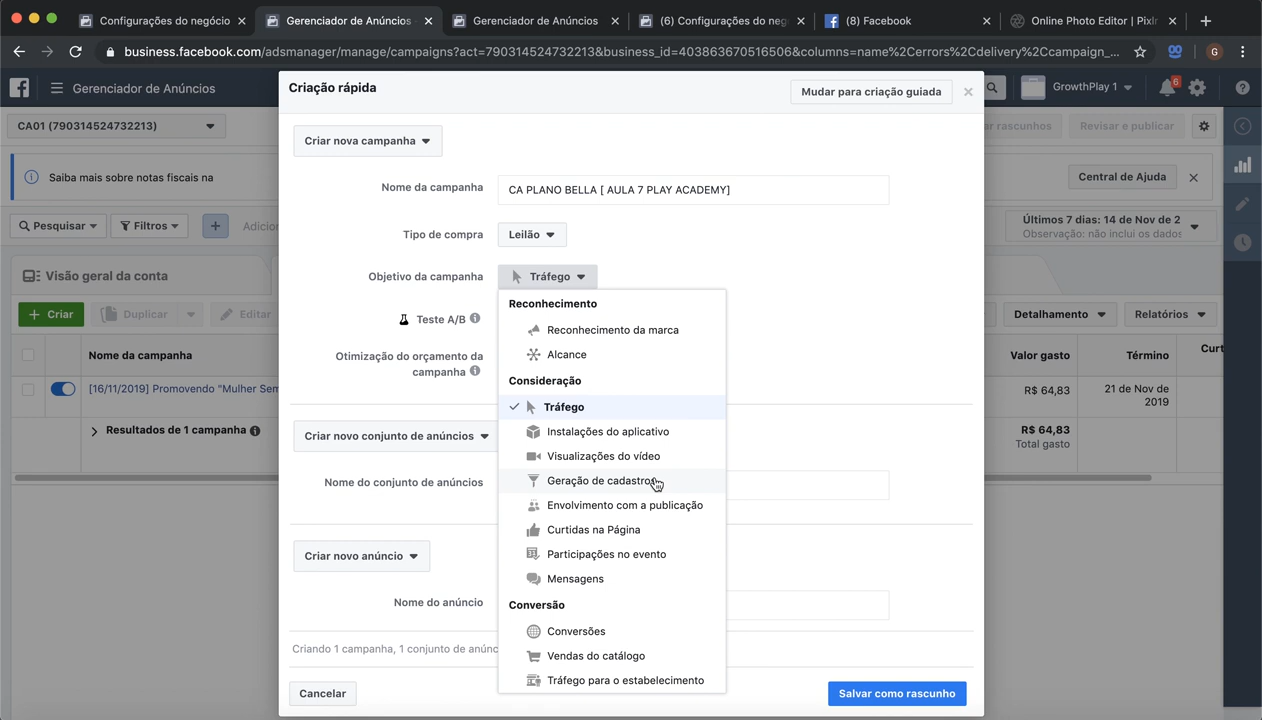 Configurações do negócio
Gerenciador de Anúncios
Gerenciador de Anúncios
(6) Configurações do neg
(8) Facebook
Online Photo Editor | Pixlr
business.facebook.com/adsmanager/manage/campaigns?act=790314524732213&business_id=403863670516506&columns=name%2Cerrors%2Cdelivery%2Ccampaign_...
G
Gerenciador de Anúncios
GrowthPlay 1
6
CA01 (790314524732213)
rascunhos
Revisar e publicar
Saiba mais sobre notas fiscais na
Central de Ajuda
Pesquisar
Filtros
Adicion
Últimos 7 dias: 14 de Nov de 2
Observação: não inclui os dados
Visão geral da conta
Criar
Duplicar
Editar
Detalhamento
Relatórios
Nome da campanha
Valor gasto
Término
Curt
[16/11/2019] Promovendo "Mulher Sem
R$ 64,83
21 de Nov de
2019
Resultados de 1 campanha
R$ 64,83
Total gasto
Criação rápida
Mudar para criação guiada
Criar nova campanha
Nome da campanha
CA PLANO BELLA [ AULA 7 PLAY ACADEMY]
Tipo de compra
Leilão
Objetivo da campanha
Tráfego
Teste A/B
Otimização do orçamento da
campanha
Reconhecimento
Reconhecimento da marca
Alcance
Consideração
Tráfego
Instalações do aplicativo
Visualizações do vídeo
Geração de cadastros
Envolvimento com a publicação
Curtidas na Página
Participações no evento
Mensagens
Conversão
Conversões
Vendas do catálogo
Tráfego para o estabelecimento
Criar novo conjunto de anúncios
Nome do conjunto de anúncios
Criar novo anúncio
Nome do anúncio
Criando 1 campanha, 1 conjunto de anúnc
Cancelar
Salvar como rascunho